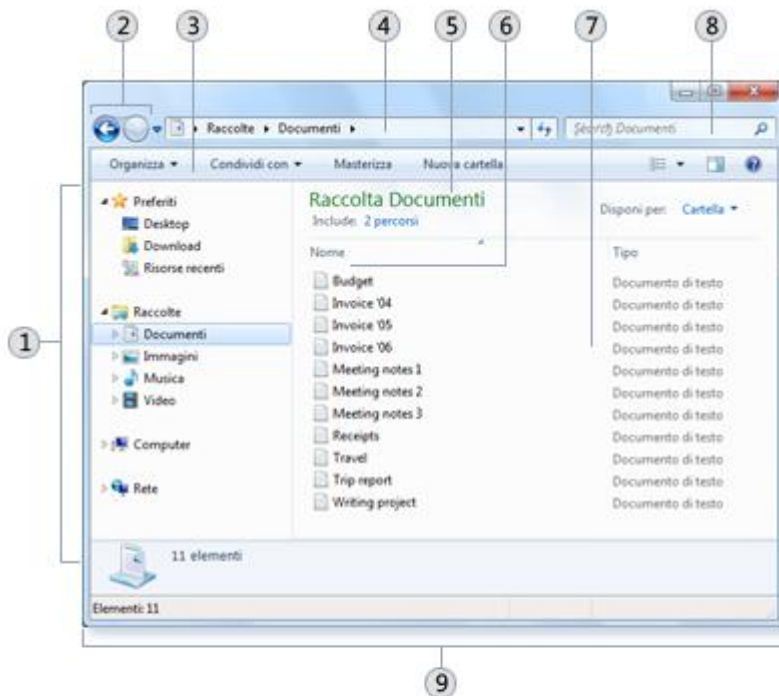 2 3 4 5 6 7 8
Raccolte Documenti
Search Documenti
Organizza Condividi con Masterizza Nuova cartella
Preferiti
Desktop
Download
Risorse recenti
Raccolte
Documenti
Immagini
Musica
Video
Computer
Rete
1
Raccolta Documenti
Include: 2 percorsi
Disponi per: Cartella
Nome Tipo
Budget Documento di testo
Invoice '04 Documento di testo
Invoice '05 Documento di testo
Invoice '06 Documento di testo
Meeting notes 1 Documento di testo
Meeting notes 2 Documento di testo
Meeting notes 3 Documento di testo
Receipts Documento di testo
Travel Documento di testo
Trip report Documento di testo
Writing project Documento di testo
11 elementi
Elementi: 11
9